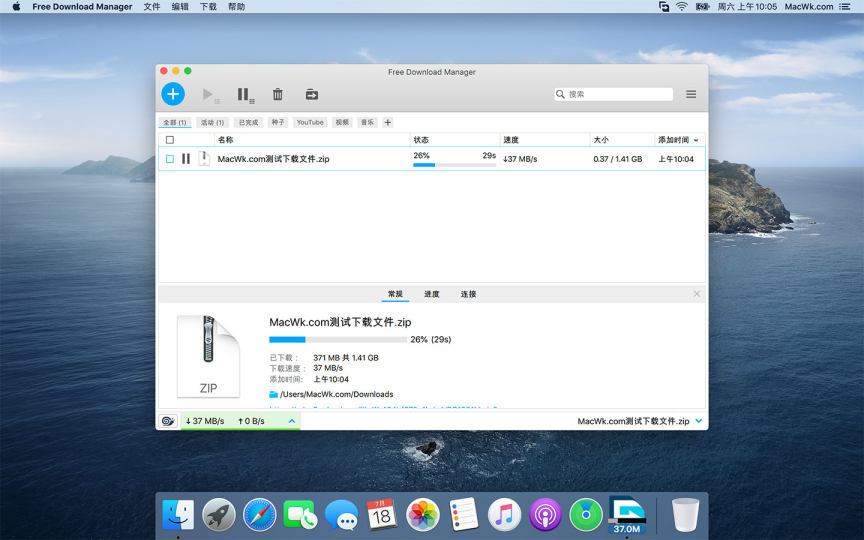 Free Download Manager 文件 编辑 下载 帮助 周六 上午10:05 MacWk.com
Free Download Manager
搜索
全部 (1) 活动 (1) 已完成 种子 YouTube 视频 音乐 +
名称 状态 速度 大小 添加时间
MacWk.com测试下载文件.zip 26% 29s ↓37 MB/s 0.37 / 1.41 GB 上午10:04
常规 进度 连接
MacWk.com测试下载文件.zip
26% (29s)
ZIP
已下载: 371 MB 共 1.41 GB
下载速度: 37 MB/s
添加时间: 上午10:04
/Users/MacWk.com/Downloads
↓37 MB/s ↑0 B/s MacWk.com测试下载文件.zip
7月
18
37.0M